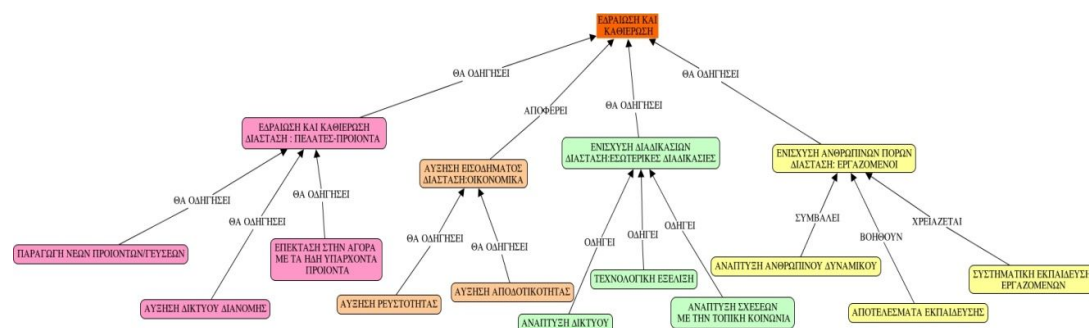 ΕΔΡΑΙΩΣΗ ΚΑΙ
ΚΑΘΙΕΡΩΣΗ
ΘΑ ΟΔΗΓΗΣΕΙ
ΑΠΟΦΕΡΕΙ
ΘΑ ΟΔΗΓΗΣΕΙ
ΘΑ ΟΔΗΓΗΣΕΙ
ΕΔΡΑΙΩΣΗ ΚΑΙ ΚΑΘΙΕΡΩΣΗ
ΔΙΑΣΤΑΣΗ : ΠΕΛΑΤΕΣ-ΠΡΟΙΟΝΤΑ
ΑΥΞΗΣΗ ΕΙΣΟΔΗΜΑΤΟΣ
ΔΙΑΣΤΑΣΗ:ΟΙΚΟΝΟΜΙΚΑ
ΕΝΙΣΧΥΣΗ ΔΙΑΔΙΚΑΣΙΩΝ
ΔΙΑΣΤΑΣΗ:ΕΣΩΤΕΡΙΚΕΣ ΔΙΑΔΙΚΑΣΙΕΣ
ΕΝΙΣΧΥΣΗ ΑΝΘΡΩΠΙΝΩΝ ΠΟΡΩΝ
ΔΙΑΣΤΑΣΗ: ΕΡΓΑΖΟΜΕΝΟΙ
ΘΑ ΟΔΗΓΗΣΕΙ
ΘΑ ΟΔΗΓΗΣΕΙ
ΘΑ ΟΔΗΓΗΣΕΙ
ΘΑ ΟΔΗΓΗΣΕΙ
ΘΑ ΟΔΗΓΗΣΕΙ
ΟΔΗΓΕΙ
ΟΔΗΓΕΙ
ΟΔΗΓΕΙ
ΣΥΜΒΑΛΕΙ
ΒΟΗΘΟΥΝ
ΧΡΕΙΑΖΕΤΑΙ
ΠΑΡΑΓΩΓΗ ΝΕΩΝ ΠΡΟΙΟΝΤΩΝ/ΓΕΥΣΕΩΝ
ΑΥΞΗΣΗ ΔΙΚΤΥΟΥ ΔΙΑΝΟΜΗΣ
ΕΠΕΚΤΑΣΗ ΣΤΗΝ ΑΓΟΡΑ
ΜΕ ΤΑ ΗΔΗ ΥΠΑΡΧΟΝΤΑ
ΠΡΟΙΟΝΤΑ
ΑΥΞΗΣΗ ΡΕΥΣΤΟΤΗΤΑΣ
ΑΥΞΗΣΗ ΑΠΟΔΟΤΙΚΟΤΗΤΑΣ
ΑΝΑΠΤΥΞΗ ΔΙΚΤΥΟΥ
ΤΕΧΝΟΛΟΓΙΚΗ ΕΞΕΛΙΞΗ
ΑΝΑΠΤΥΞΗ ΣΧΕΣΕΩΝ
ΜΕ ΤΗΝ ΤΟΠΙΚΗ ΚΟΙΝΩΝΙΑ
ΑΝΑΠΤΥΞΗ ΑΝΘΡΩΠΙΝΟΥ ΔΥΝΑΜΙΚΟΥ
ΑΠΟΤΕΛΕΣΜΑΤΑ ΕΚΠΑΙΔΕΥΣΗΣ
ΣΥΣΤΗΜΑΤΙΚΗ ΕΚΠΑΙΔΕΥΣΗ
ΕΡΓΑΖΟΜΕΝΩΝ